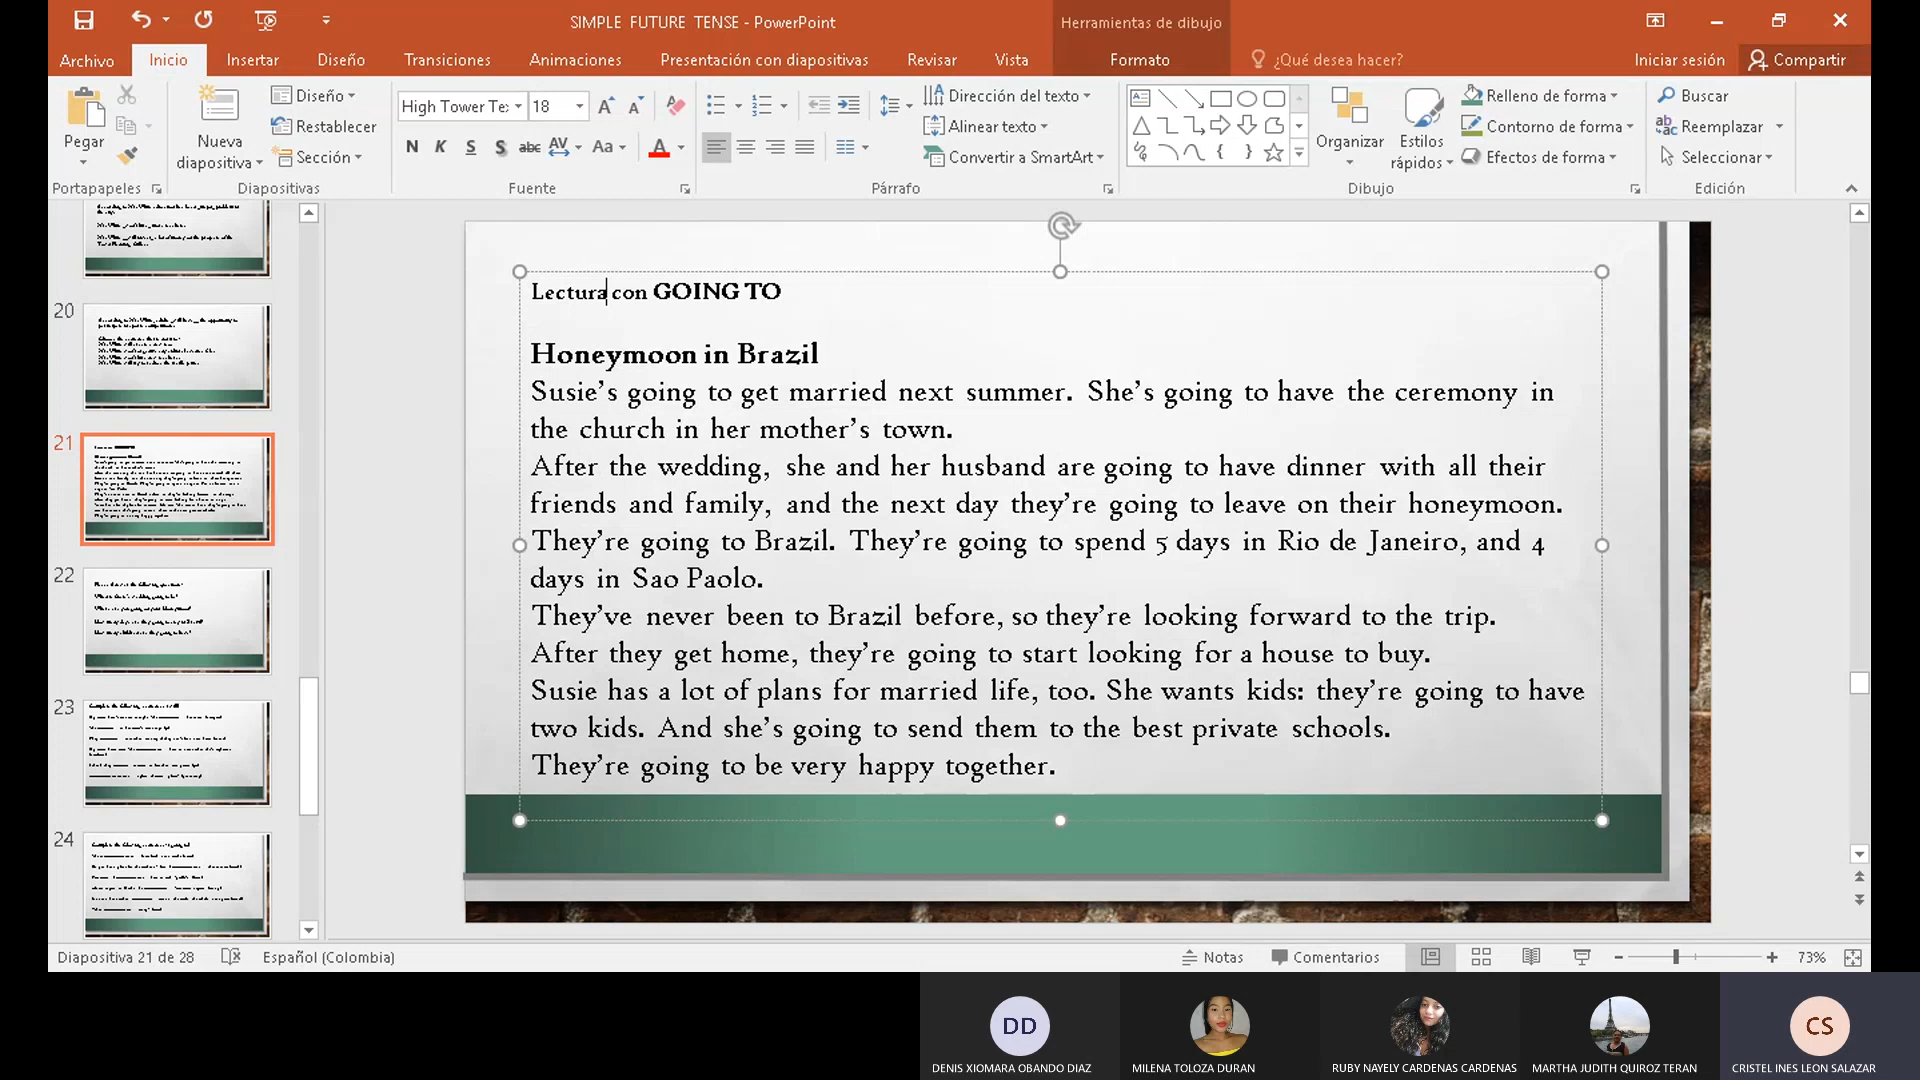 SIMPLE FUTURE TENSE - PowerPoint
Herramientas de dibujo
Archivo
Inicio
Insertar
Diseño
Transiciones
Animaciones
Presentación con diapositivas
Revisar
Vista
Formato
¿Qué desea hacer?
Iniciar sesión
Compartir
Pegar
Portapapeles
Nueva diapositiva
Diseño
Restablecer
Sección
Diapositivas
High Tower Te:
18
N K S S abc AV Aa A
Fuente
Párrafo
Dirección del texto
Alinear texto
Convertir a SmartArt
Organizar
Estilos rápidos
Relleno de forma
Contorno de forma
Efectos de forma
Dibujo
Buscar
Reemplazar
Seleccionar
Edición
20
21
22
23
24
Lectura con GOING TO
Honeymoon in Brazil
Susie's going to get married next summer. She's going to have the ceremony in
the church in her mother's town.
After the wedding, she and her husband are going to have dinner with all their
friends and family, and the next day they're going to leave on their honeymoon.
They're going to Brazil. They're going to spend 5 days in Rio de Janeiro, and 4
days in Sao Paolo.
They've never been to Brazil before, so they're looking forward to the trip.
After they get home, they're going to start looking for a house to buy.
Susie has a lot of plans for married life, too. She wants kids: they're going to have
two kids. And she's going to send them to the best private schools.
They're going to be very happy together.
Diapositiva 21 de 28
Español (Colombia)
Notas
Comentarios
73%
DD
CS
DENIS XIOMARA OBANDO DIAZ
MILENA TOLOZA DURAN
RUBY NAYELY CARDENAS CARDENAS
MARTHA JUDITH QUIROZ TERAN
CRISTEL INES LEON SALAZAR